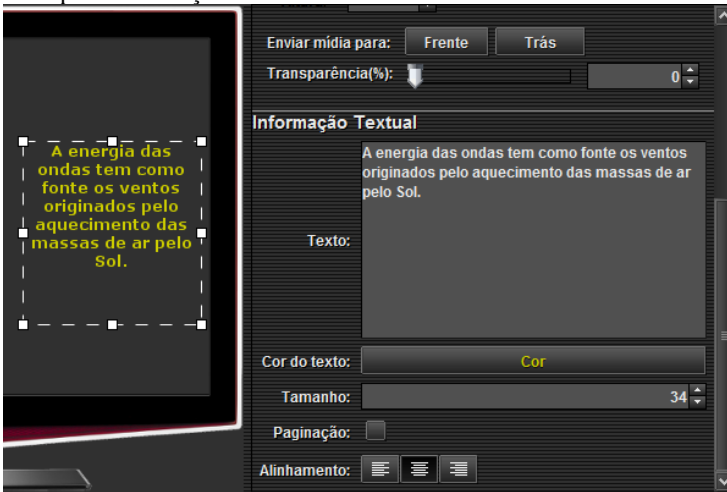 Enviar mídia para: Frente Trás
Transparência(%): 0
Informação Textual
A energia das
ondas tem como
fonte os ventos
originados pelo
aquecimento das
massas de ar pelo
Sol.
Texto:
A energia das ondas tem como fonte os ventos
originados pelo aquecimento das massas de ar
pelo Sol.
Cor do texto: Cor
Tamanho: 34
Paginação:
Alinhamento: